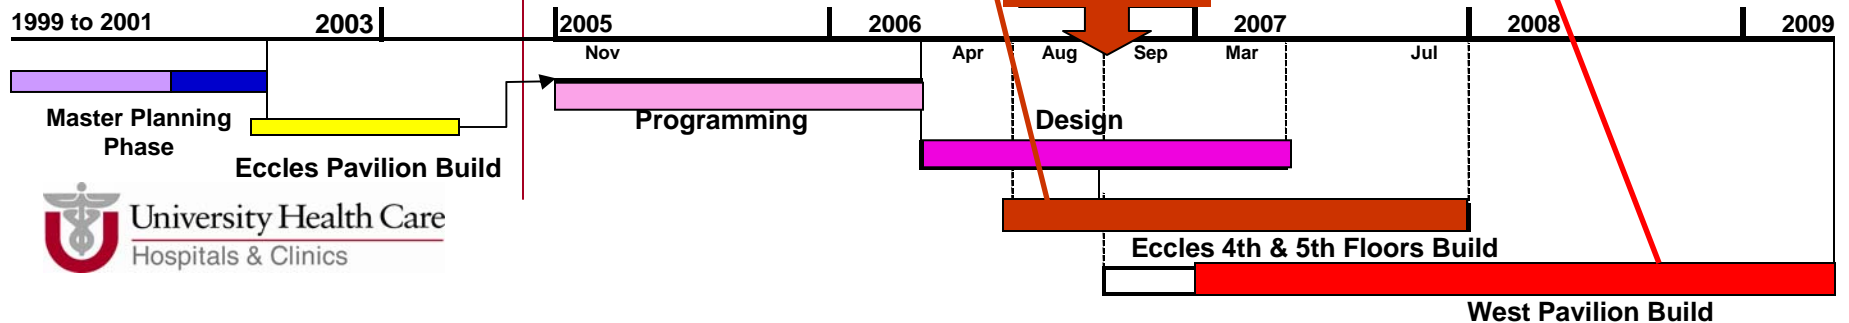 1999 to 2001 2003 2005 2006 2007 2008 2009
Nov Apr Aug Sep Mar Jul
Master Planning
Phase
Programming
Design
Eccles Pavilion Build
University Health Care
Hospitals & Clinics
Eccles 4th & 5th Floors Build
West Pavilion Build